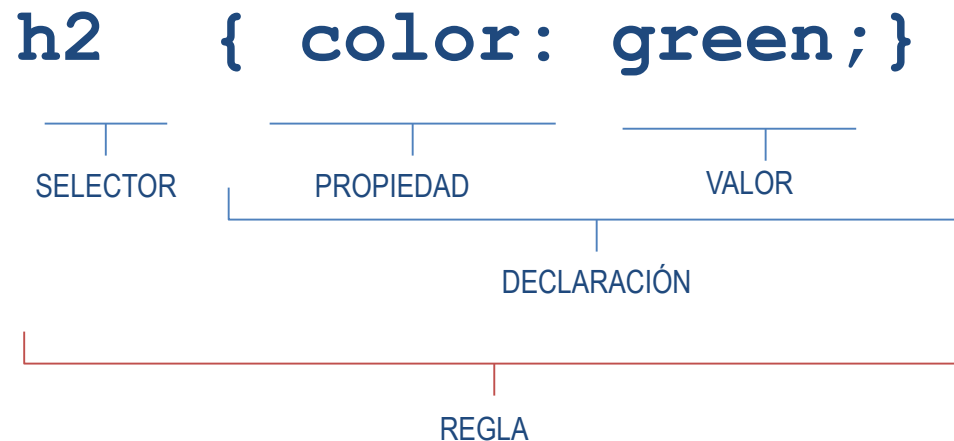 h2 { color: green;}
SELECTOR PROPIEDAD VALOR
DECLARACIÓN
REGLA